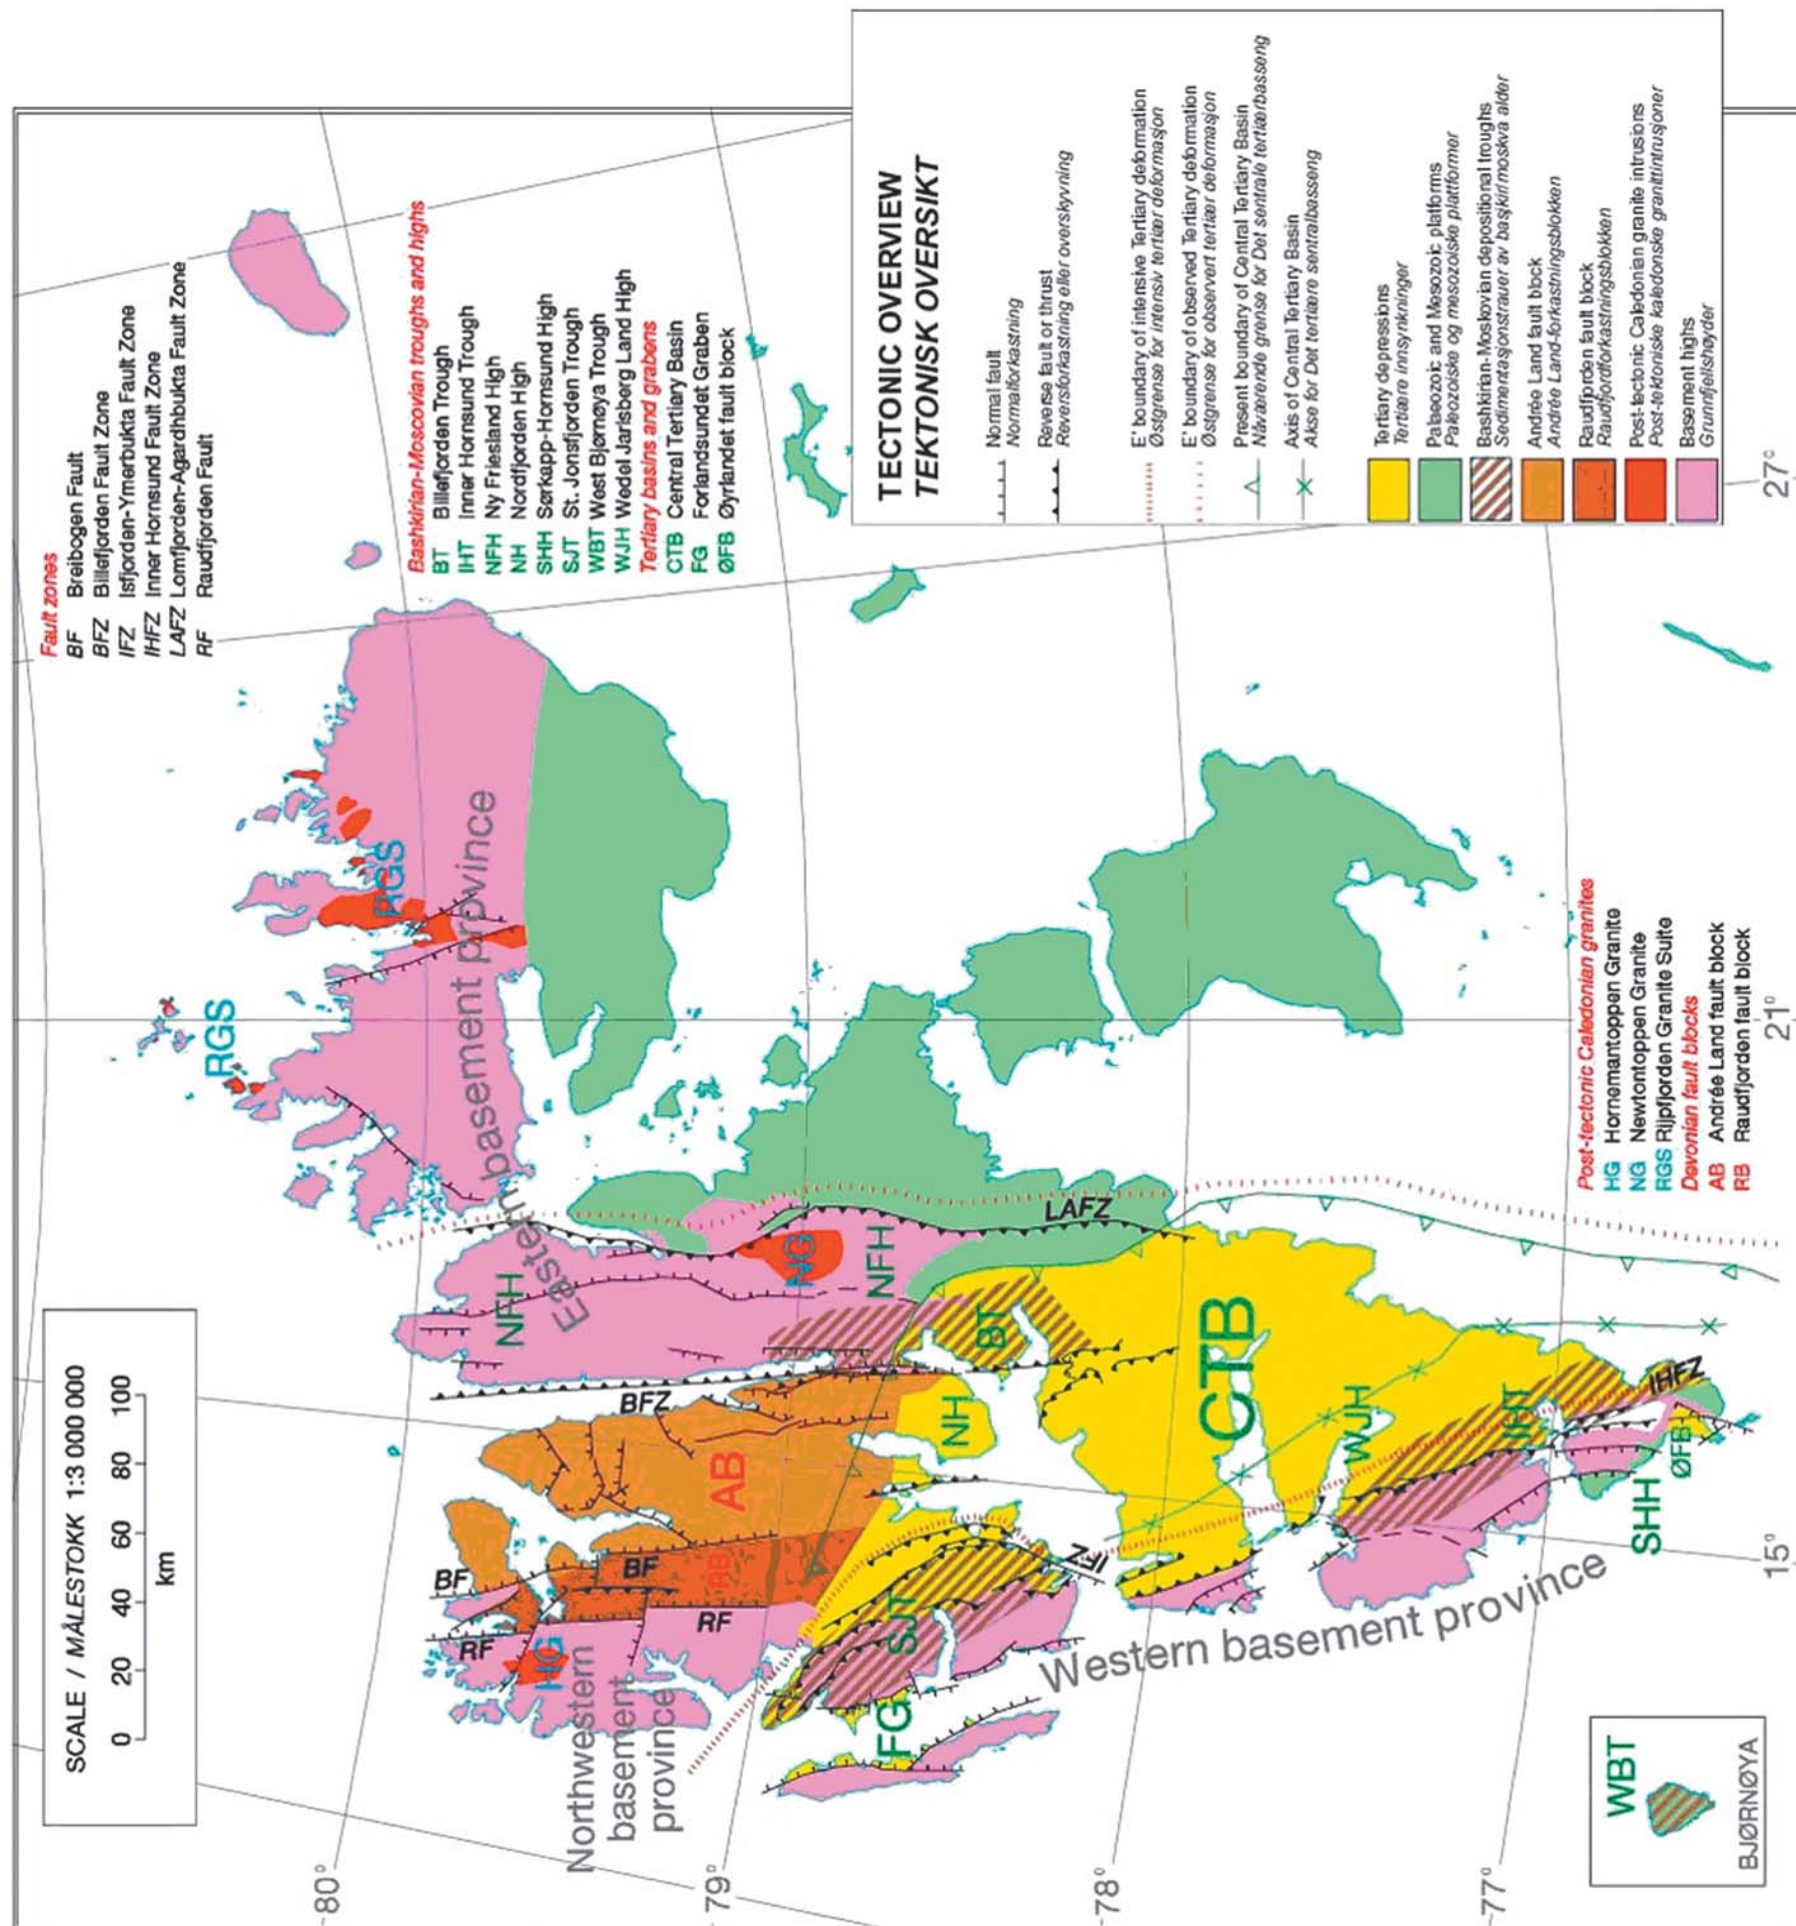 Fault zones
BF Breibogen Fault
BFZ Billefjorden Fault Zone
IFZ Isfjorden-Ymerbukta Fault Zone
IHFZ Inner Hornsund Fault Zone
LAFZ Lomfjorden-Agardhbukta Fault Zone
RF Raudfjorden Fault
Bashkirian-Moscovian troughs and highs
BT Billefjorden Trough
IHT Inner Hornsund Trough
NFH Ny Friesland High
NH Nordfjorden High
SHH Sørkapp-Hornsund High
SJT St. Jonsfjorden Trough
WBT West Bjørnøya Trough
WJH Wedel Jarlsberg Land High
Tertiary basins and grabens
CTB Central Tertiary Basin
FG Forlandsundet Graben
ØFB Øyrlandet fault block
SCALE / MÅLESTOKK 1:3 000 000
0 20 40 60 80 100
km
80°
79°
78°
77°
15°
21°
27°
RGS
RGS
Eastern basement province
NFH
NG
NFH
LAFZ
BFZ
BF
BF
RF
RF
HG
AB
RB
Northwestern
basement
province
BT
NH
CTB
SJT
FG
IFZ
WJH
IHT
IHFZ
ØFB
SHH
Western basement province
WBT
BJØRNØYA
Post-tectonic Caledonian granites
HG Hornemantoppen Granite
NG Newtontoppen Granite
RGS Rijpfjorden Granite Suite
Devonian fault blocks
AB Andrée Land fault block
RB Raudfjorden fault block
TECTONIC OVERVIEW
TEKTONISK OVERSIKT
Normal fault
Normalforkastning
Reverse fault or thrust
Reversforkastning eller overskyvning
E' boundary of intensive Tertiary deformation
Østgrense for intensiv tertiær deformasjon
E' boundary of observed Tertiary deformation
Østgrense for observert tertiær deformasjon
Present boundary of Central Tertiary Basin
Nåværende grense for Det sentrale tertiærbasseng
Axis of Central Tertiary Basin
Akse for Det tertiære sentralbasseng
Tertiary depressions
Tertiære innsynkninger
Palaeozoic and Mesozoic platforms
Paleozoiske og mesozoiske plattformer
Bashkirian-Moskovian depositional troughs
Sedimentasjonstrauer av basjkir/moskva alder
Andrée Land fault block
Andrée Land-forkastningsblokken
Raudfjorden fault block
Raudfjordforkastningsblokken
Post-tectonic Caledonian granite intrusions
Post-tektoniske kaledonske granittintrusjoner
Basement highs
Grunnfjellshøyder